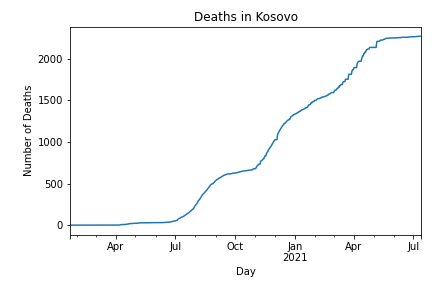 Deaths in Kosovo
Number of Deaths
2000
1500
1000
500
0
Apr Jul Oct Jan Apr Jul
2021
Day